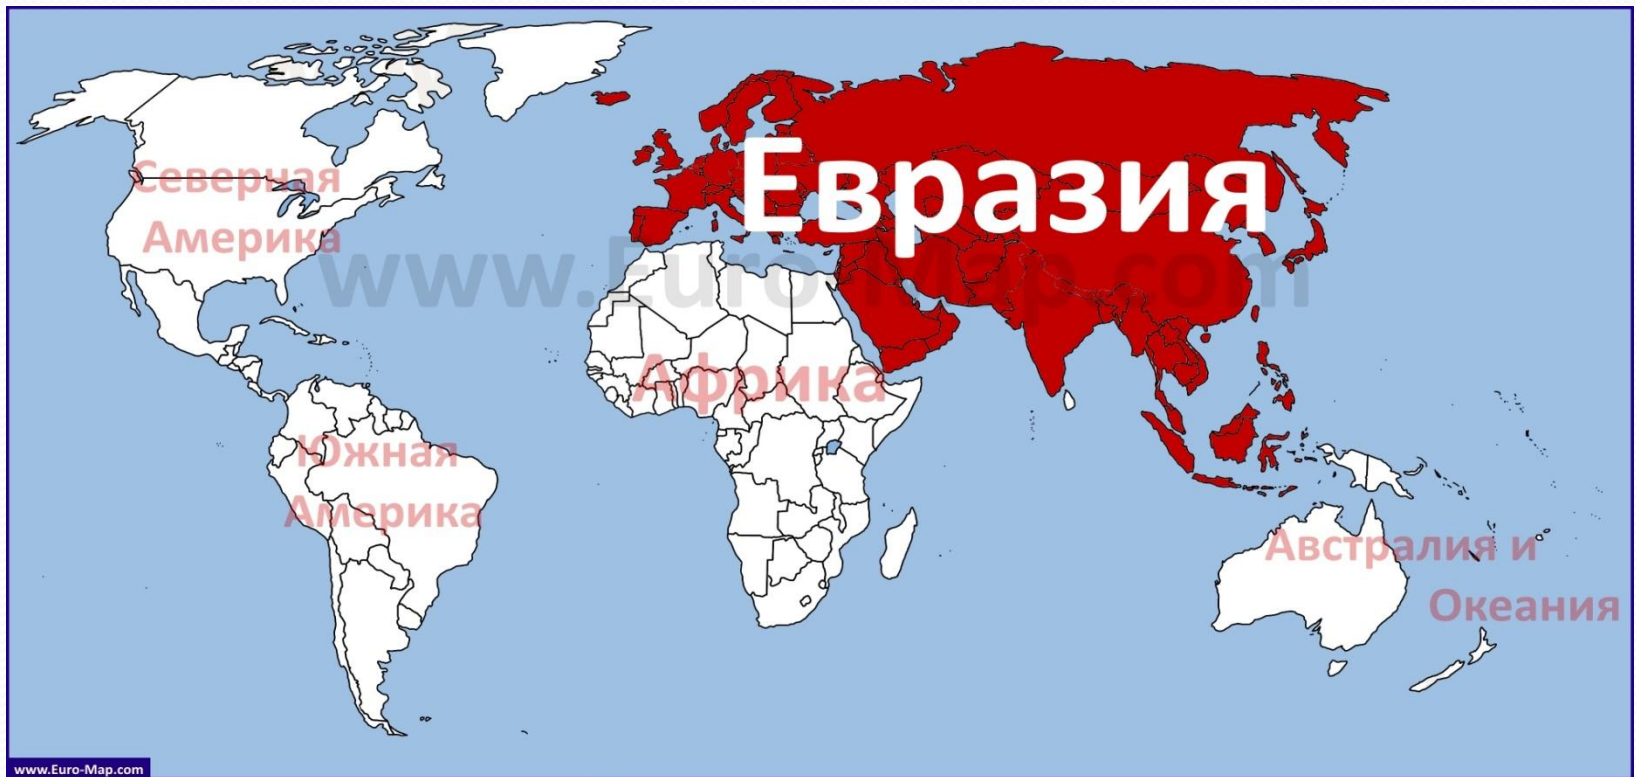 Евразия
Северная
Америка
www.Euro-Map.com
Африка
Южная
Америка
Австралия и
Океания
www.Euro-Map.com